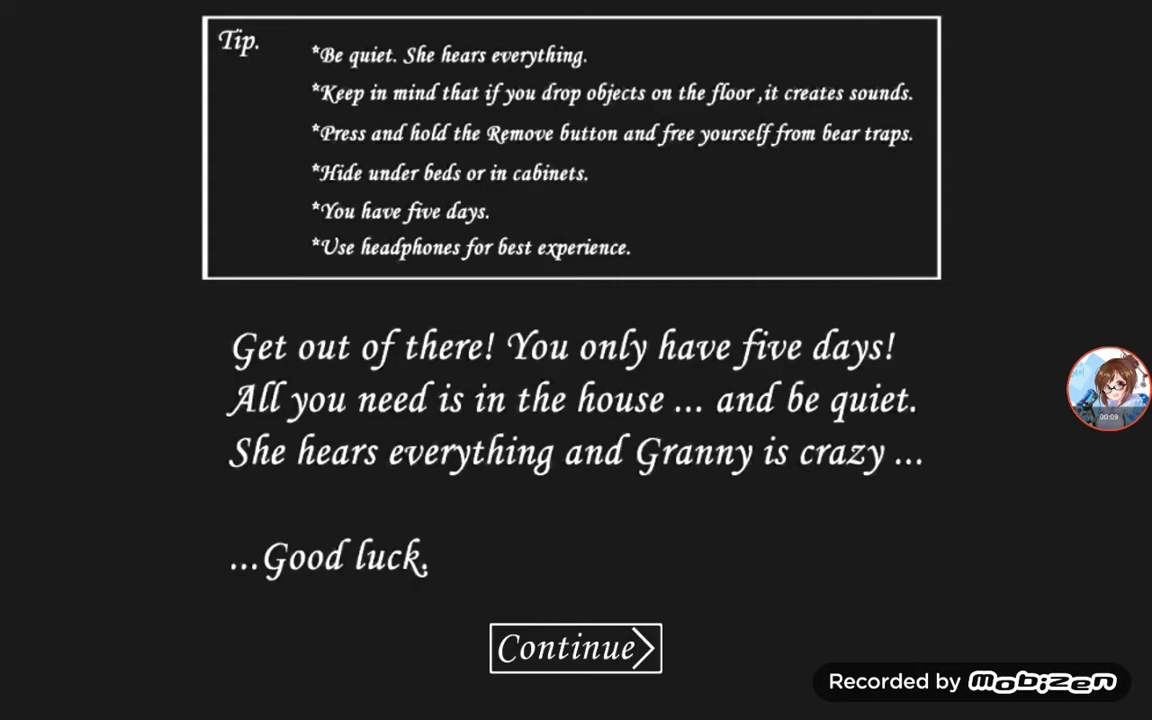 Tip.
*Be quiet. She hears everything.
*Keep in mind that if you drop objects on the floor ,it creates sounds.
*Press and hold the Remove button and free yourself from bear traps.
*Hide under beds or in cabinets.
*You have five days.
*Use headphones for best experience.
Get out of there! You only have five days!
All you need is in the house ... and be quiet.
She hears everything and Granny is crazy ...
...Good luck.
Continue
00:09
Recorded by mobizen